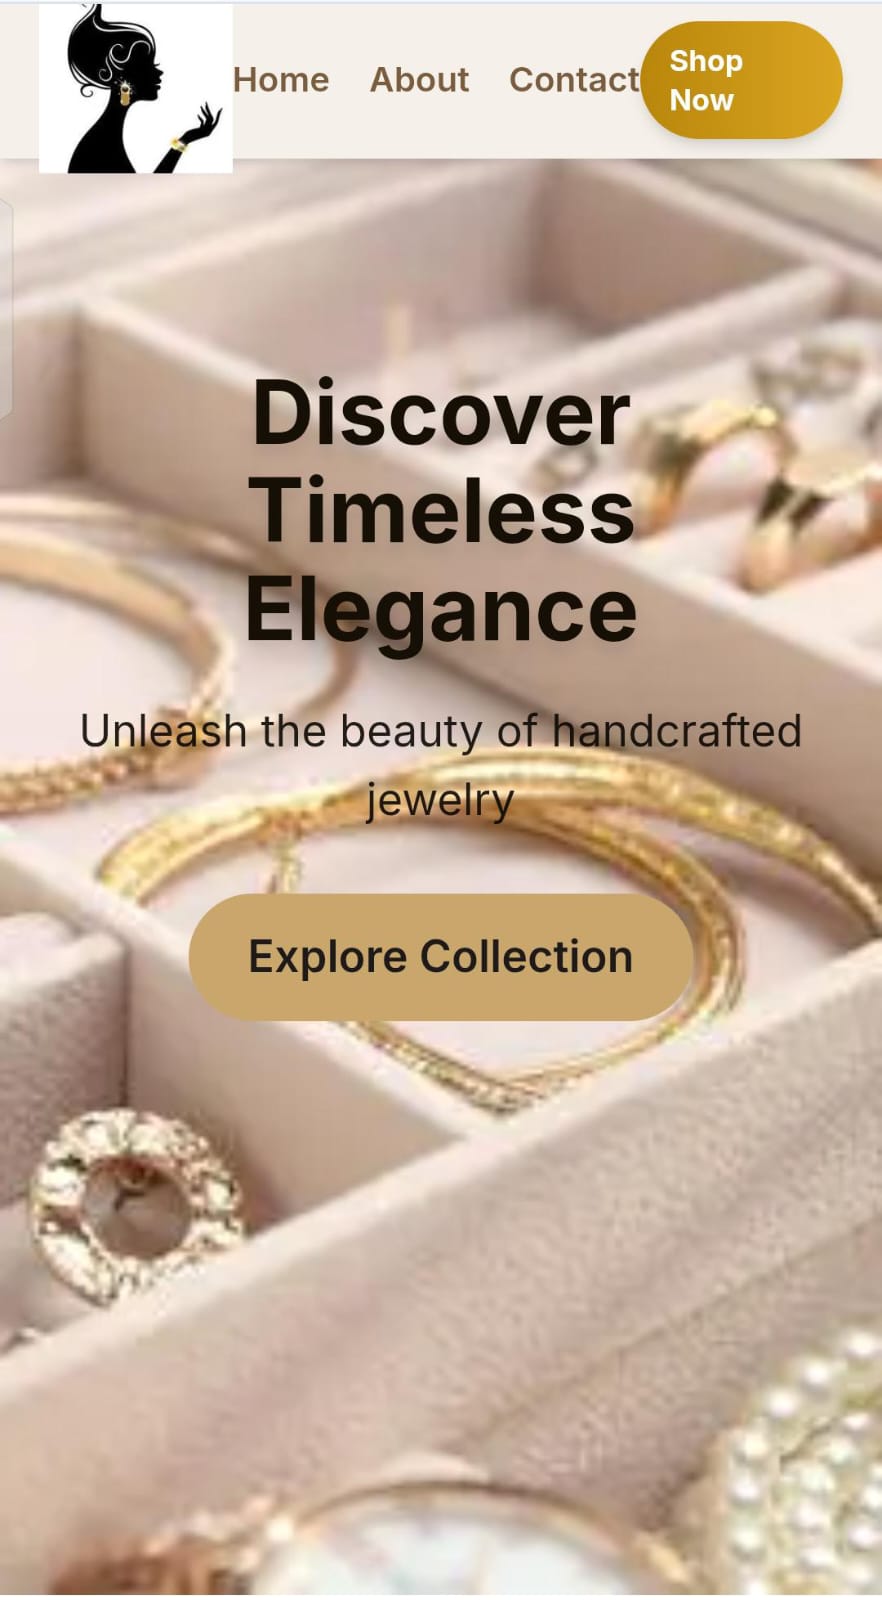 Home About Contact
Shop
Now
Discover
Timeless
Elegance
Unleash the beauty of handcrafted
jewelry
Explore Collection